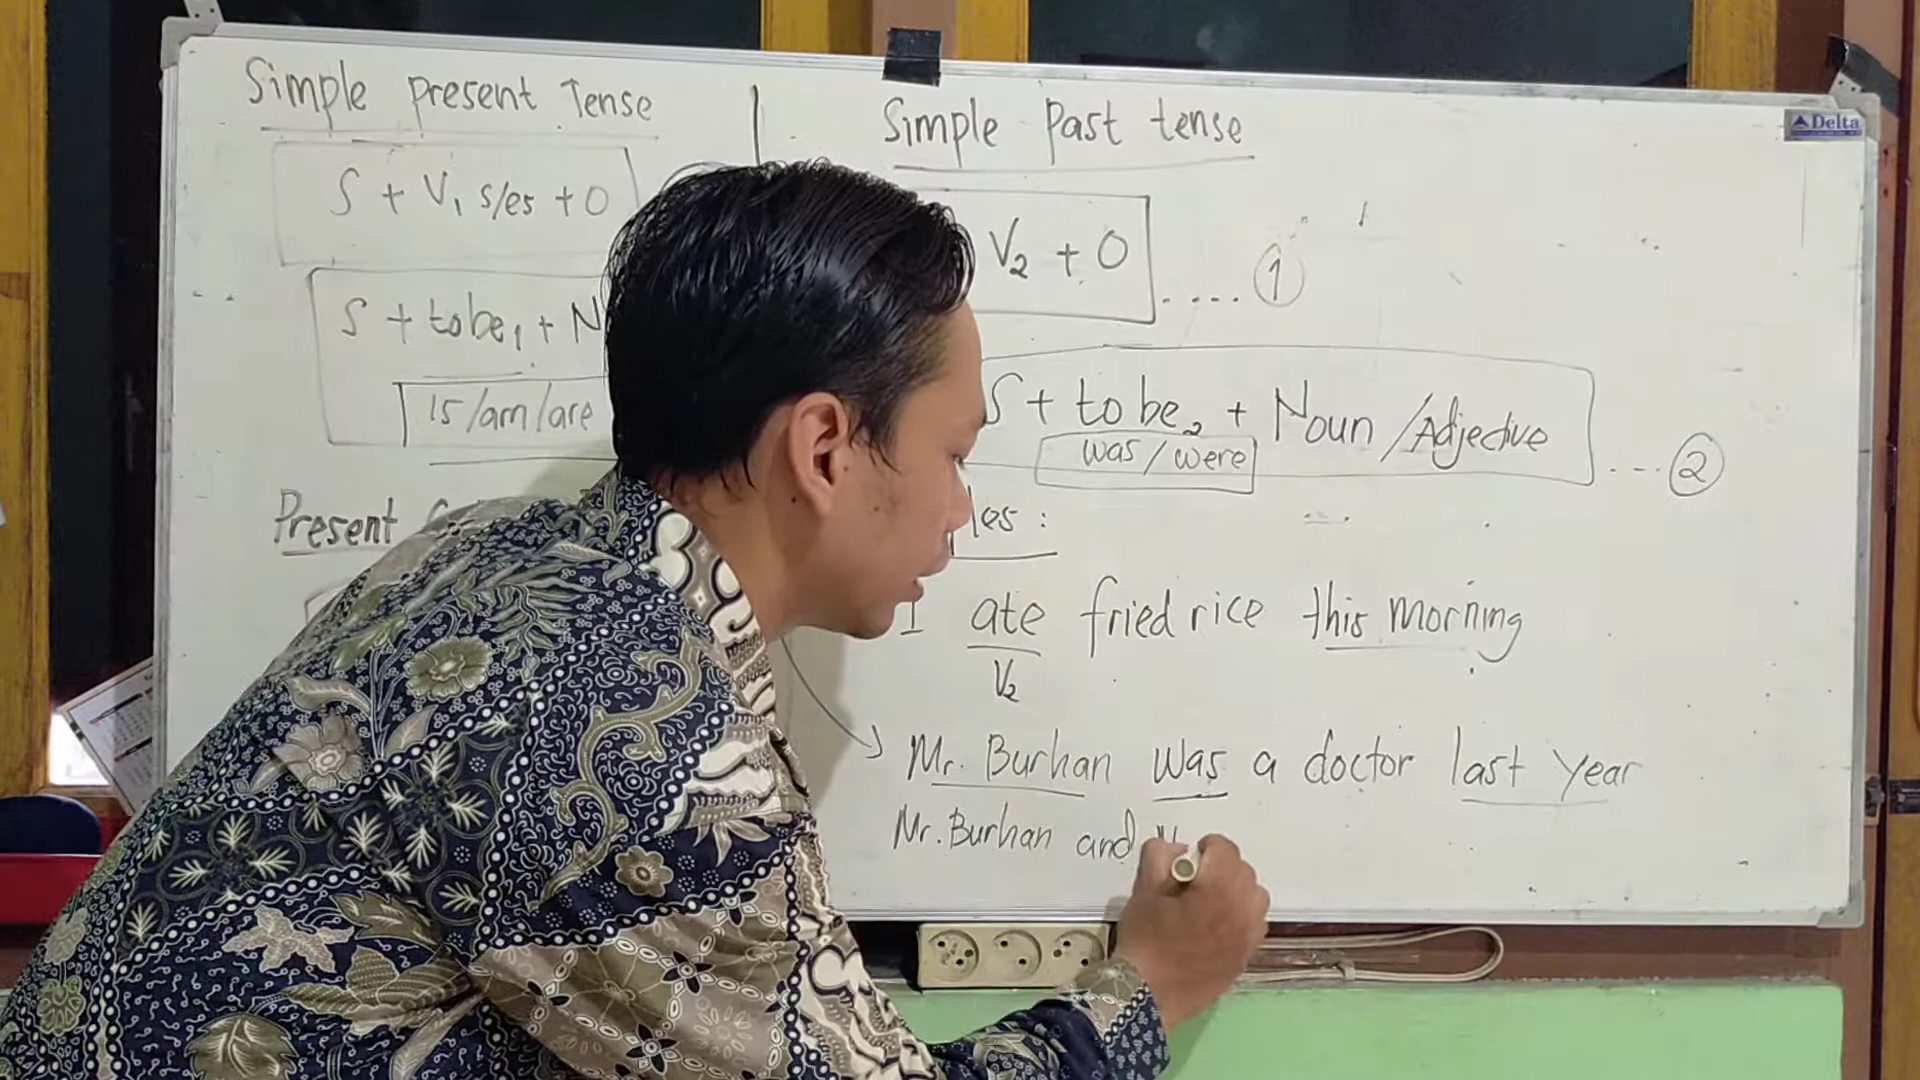 Simple present Tense
S + V1 s/es + O
S + tobe1 + N
is/am/are
Present
Simple Past tense
V2 + O
..... 1
S + to be2 + Noun /Adjective
was/were
... 2
ples:
I ate fried rice this morning
V2
Mr. Burhan was a doctor last year
Mr. Burhan and
Delta